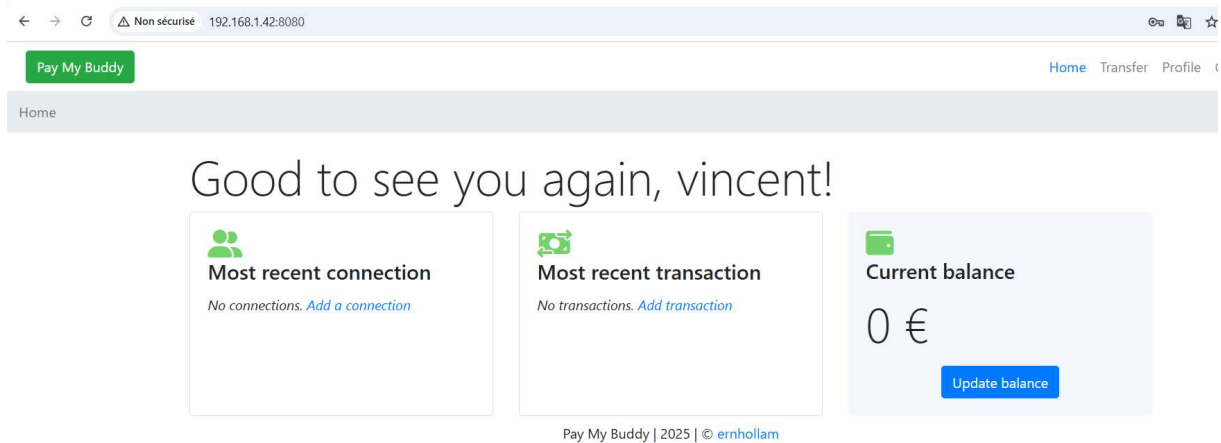 Non sécurisé 192.168.1.42:8080
Pay My Buddy
Home Transfer Profile
Home
Good to see you again, vincent!
Most recent connection
No connections. Add a connection
Most recent transaction
No transactions. Add transaction
Current balance
0 €
Update balance
Pay My Buddy | 2025 | © ernhollam